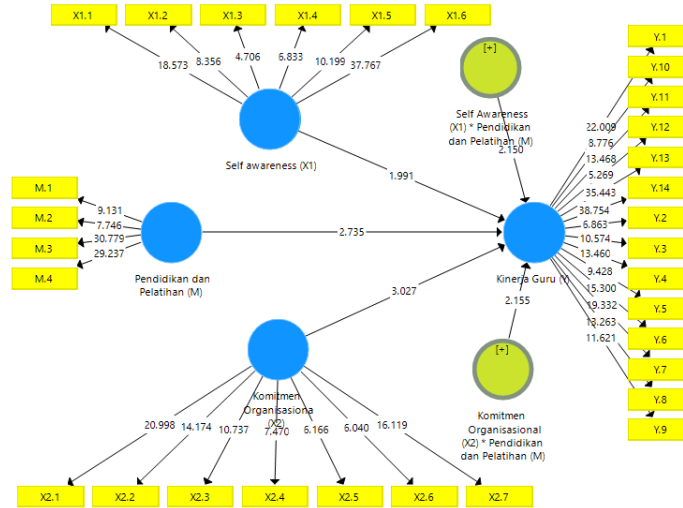 X1.1
X1.2
X1.3
X1.4
X1.5
X1.6
18.573
8.356
4.706
6.833
10.199
37.767
Self awareness (X1)
[+]
Self Awareness
(X1) * Pendidikan
dan Pelatihan (M)
2.150
1.991
M.1
M.2
M.3
M.4
9.131
7.746
30.779
29.237
Pendidikan dan
Pelatihan (M)
2.735
3.027
Kinerja Guru (Y)
2.155
[+]
Komitmen
Organisasional
(X2) * Pendidikan
dan Pelatihan (M)
Y.1
Y.10
Y.11
Y.12
Y.13
Y.14
Y.2
Y.3
Y.4
Y.5
Y.6
Y.7
Y.8
Y.9
22.009
8.776
13.468
5.269
35.443
38.754
6.863
10.574
13.460
9.428
15.300
19.332
13.263
11.621
Komitmen
Organisasiona
(X2)
20.998
14.174
10.737
7.470
6.166
6.040
16.119
X2.1
X2.2
X2.3
X2.4
X2.5
X2.6
X2.7